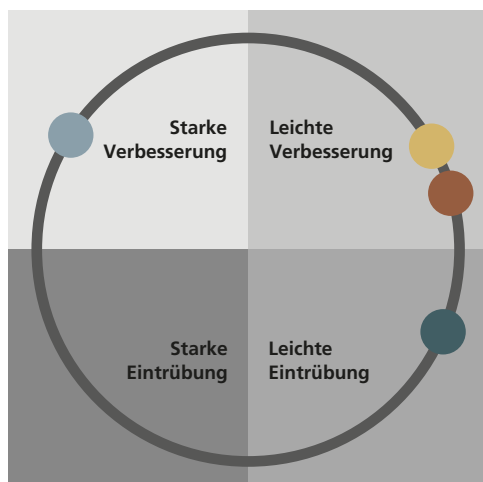 Starke
Verbesserung
Leichte
Verbesserung
Starke
Eintrübung
Leichte
Eintrübung